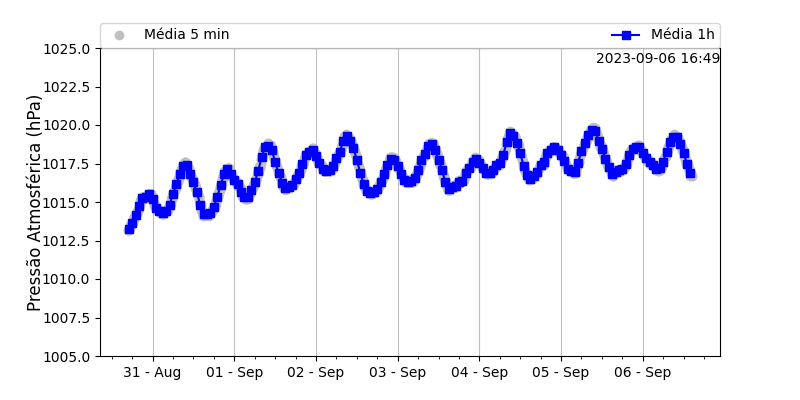 Média 5 min
Média 1h
2023-09-06 16:49
Pressão Atmosférica (hPa)
1025.0
1022.5
1020.0
1017.5
1015.0
1012.5
1010.0
1007.5
1005.0
31 - Aug
01 - Sep
02 - Sep
03 - Sep
04 - Sep
05 - Sep
06 - Sep